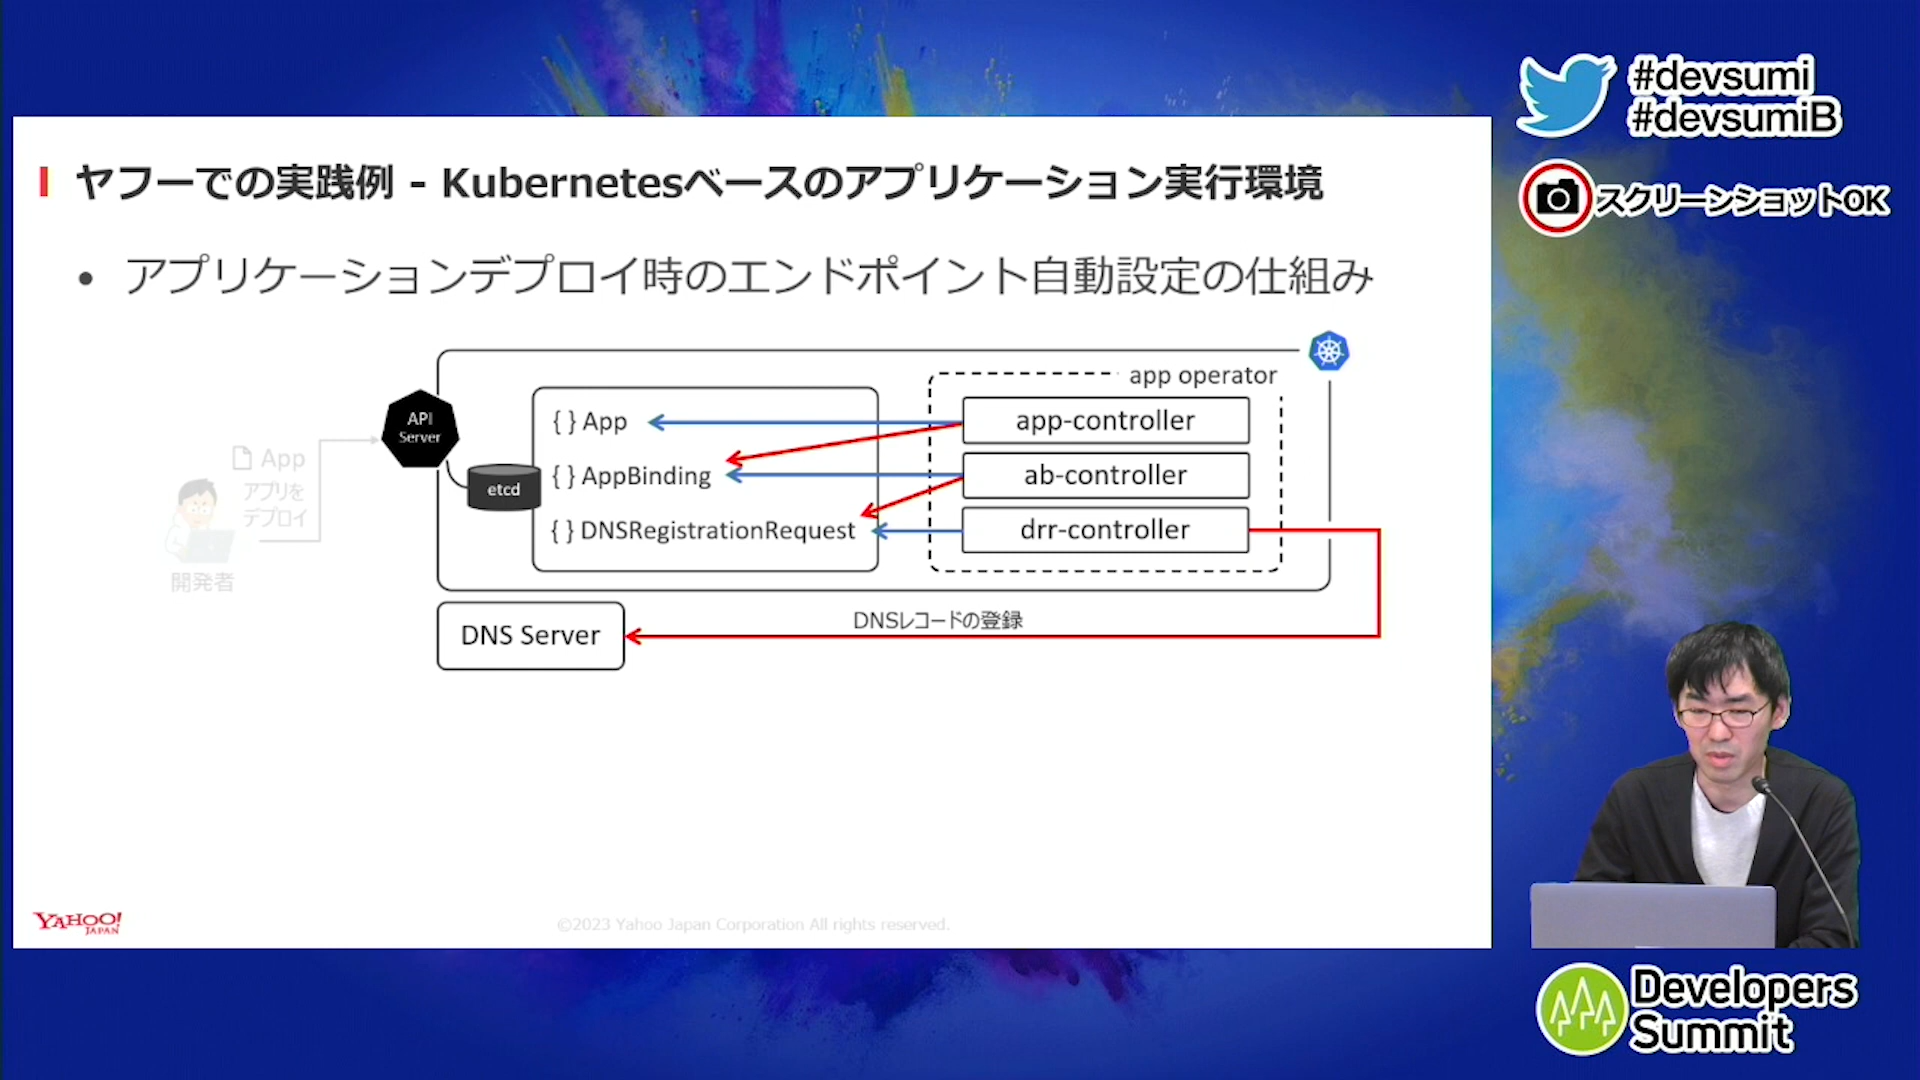 #devsumi
#devsumiB
スクリーンショットOK
ヤフーでの実践例 - Kubernetesベースのアプリケーション実行環境
• アプリケーションデプロイ時のエンドポイント自動設定の仕組み
app operator
API
Server
{ } App
app-controller
App
アプリを
デプロイ
開発者
etcd
{ } AppBinding
ab-controller
{ } DNSRegistrationRequest
drr-controller
DNSレコードの登録
DNS Server
YAHOO!
JAPAN
©2023 Yahoo Japan Corporation All rights reserved.
Developers
Summit